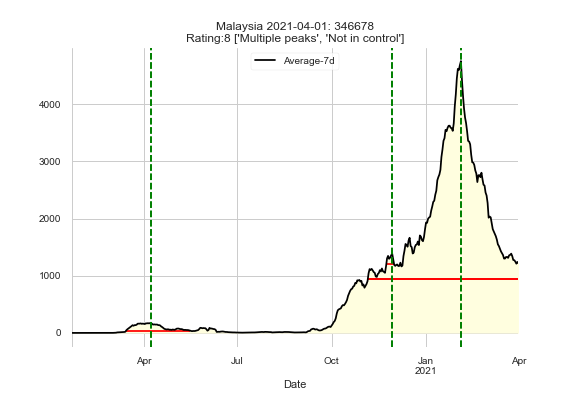 Malaysia 2021-04-01: 346678
Rating:8 ['Multiple peaks', 'Not in control']
Average-7d
4000
3000
2000
1000
0
Apr
Jul
Oct
Jan
2021
Apr
Date